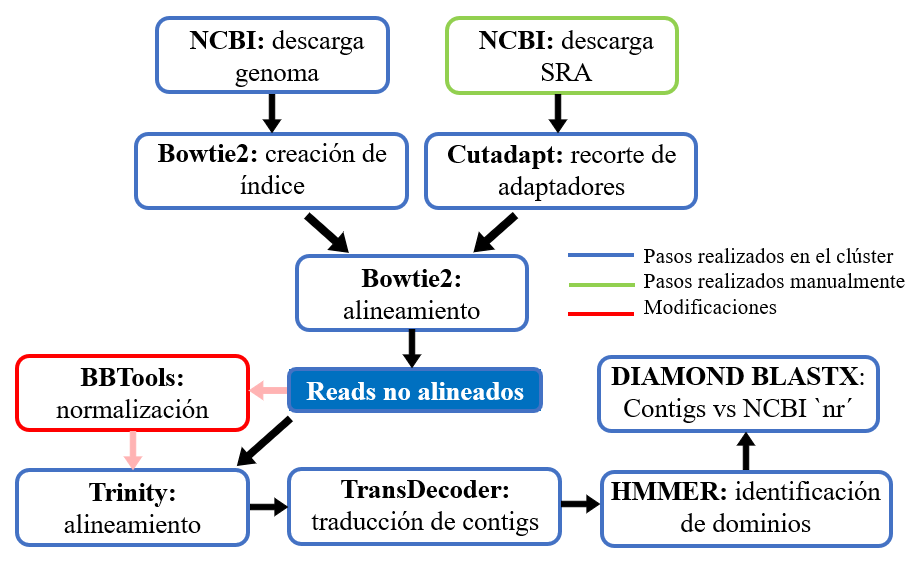 NCBI: descarga
genoma
NCBI: descarga
SRA
Bowtie2: creación de
índice
Cutadapt: recorte de
adaptadores
Bowtie2:
alineamiento
Pasos realizados en el clúster
Pasos realizados manualmente
Modificaciones
Reads no alineados
BBTools:
normalización
DIAMOND BLASTX:
Contigs vs NCBI `nr´
Trinity:
alineamiento
TransDecoder:
traducción de contigs
HMMER: identificación
de dominios